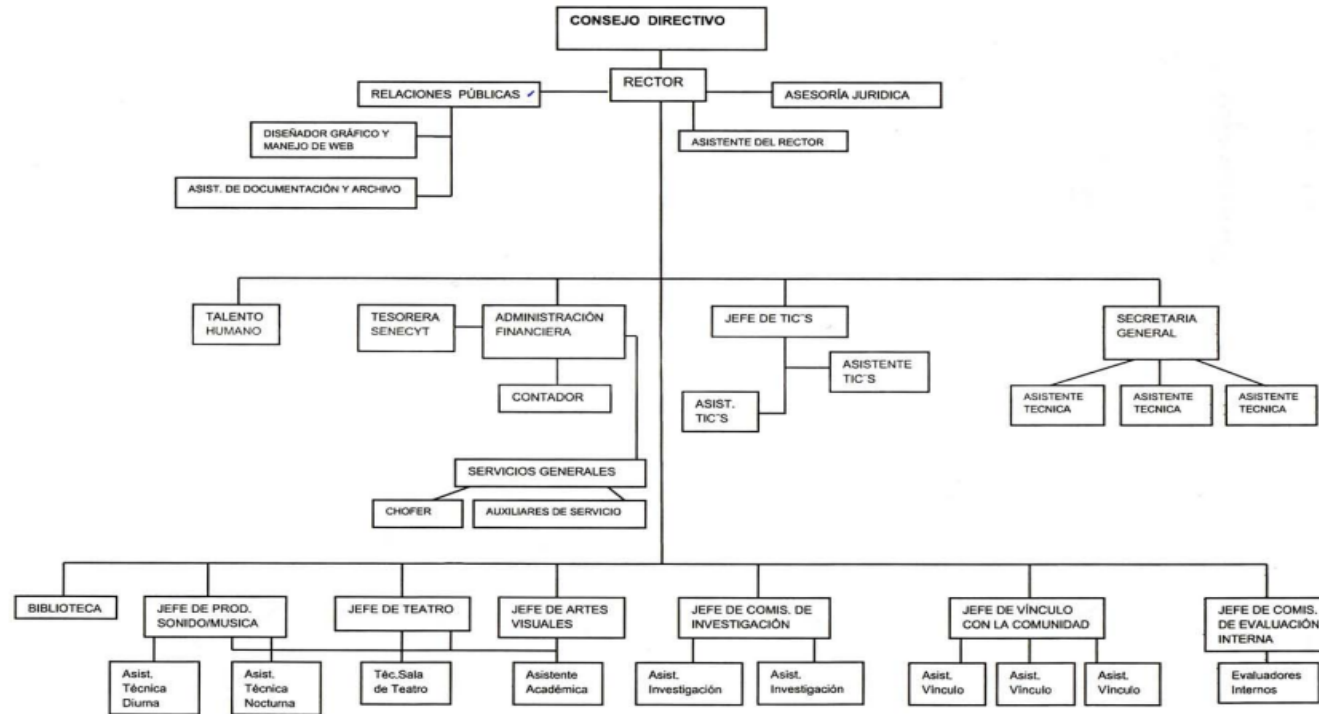 CONSEJO DIRECTIVO
RECTOR
RELACIONES PÚBLICAS
ASESORÍA JURIDICA
DISEÑADOR GRÁFICO Y
MANEJO DE WEB
ASISTENTE DEL RECTOR
ASIST. DE DOCUMENTACIÓN Y ARCHIVO
TALENTO
HUMANO
TESORERA
SENECYT
ADMINISTRACIÓN
FINANCIERA
JEFE DE TIC¨S
SECRETARIA
GENERAL
CONTADOR
ASISTENTE
TIC¨S
ASIST.
TIC¨S
ASISTENTE
TECNICA
ASISTENTE
TECNICA
ASISTENTE
TECNICA
SERVICIOS GENERALES
CHOFER
AUXILIARES DE SERVICIO
BIBLIOTECA
JEFE DE PROD.
SONIDO/MUSICA
JEFE DE TEATRO
JEFE DE ARTES
VISUALES
JEFE DE COMIS. DE
INVESTIGACIÓN
JEFE DE VÍNCULO
CON LA COMUNIDAD
JEFE DE COMIS.
DE EVALUACIÓN
INTERNA
Asist.
Técnica
Diurna
Asist.
Técnica
Nocturna
Téc.Sala
de Teatro
Asistente
Académica
Asist.
Investigación
Asist.
Investigación
Asist.
Vínculo
Asist.
Vínculo
Asist.
Vínculo
Evaluadores
Internos